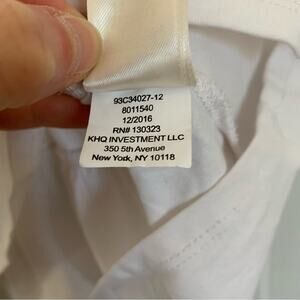 93C34027-12
8011540
12/2016
RN# 130323
KHQ INVESTMENT LLC
350 5th Avenue
New York, NY 10118